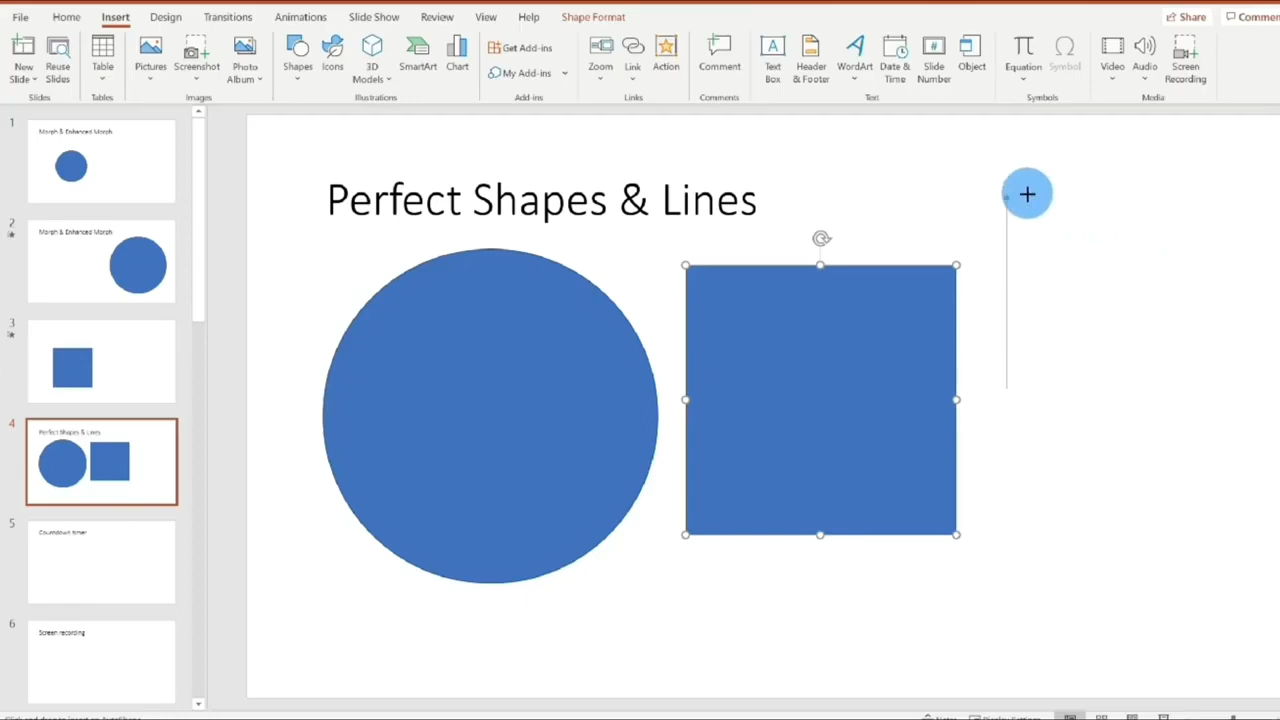 File Home Insert Design Transitions Animations Slide Show Review View Help Shape Format Share Commen
New Slide Reuse Slides Table Pictures Screenshot Photo Album Shapes Icons 3D Models SmartArt Chart Get Add-ins My Add-ins Zoom Link Action Comment Text Box Header & Footer WordArt Date & Time Slide Number Object Equation Symbol Video Audio Screen Recording
Slides Tables Images Illustrations Add-ins Links Comments Text Symbols Media
1
Morph & Enhanced Morph
2
Morph & Enhanced Morph
3
4
Perfect Shapes & Lines
5
Countdown timer
6
Screen recording
Perfect Shapes & Lines